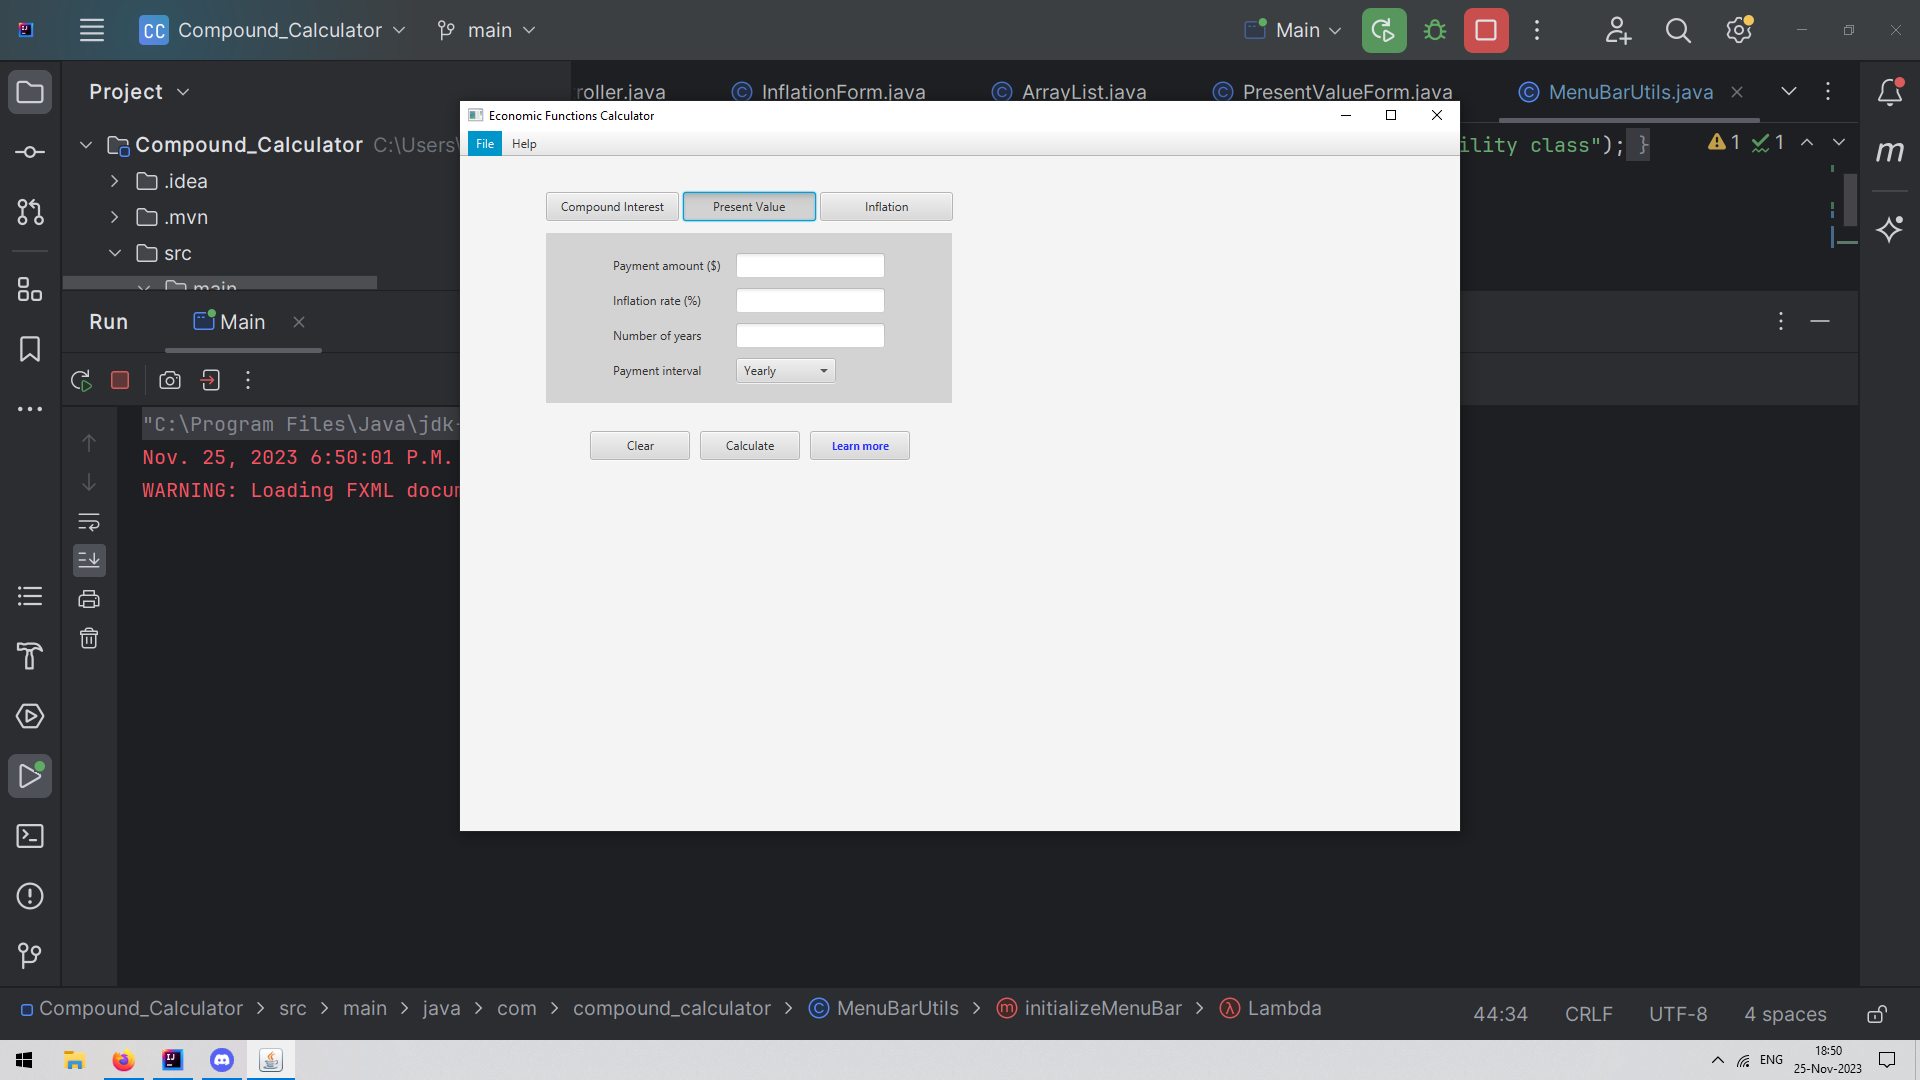 CC Compound_Calculator main Main
Project
roller.java InflationForm.java ArrayList.java PresentValueForm.java MenuBarUtils.java
Economic Functions Calculator
File Help
Compound_Calculator C:\Users\
ility class"); } 1 1
.idea
.mvn
src
main
Compound Interest Present Value Inflation
Payment amount ($)
Inflation rate (%)
Number of years
Payment interval Yearly
Clear Calculate Learn more
Run Main
"C:\Program Files\Java\jdk-
Nov. 25, 2023 6:50:01 P.M.
WARNING: Loading FXML docum
Compound_Calculator > src > main > java > com > compound_calculator > MenuBarUtils > initializeMenuBar > Lambda
44:34 CRLF UTF-8 4 spaces
ENG 18:50
25-Nov-2023